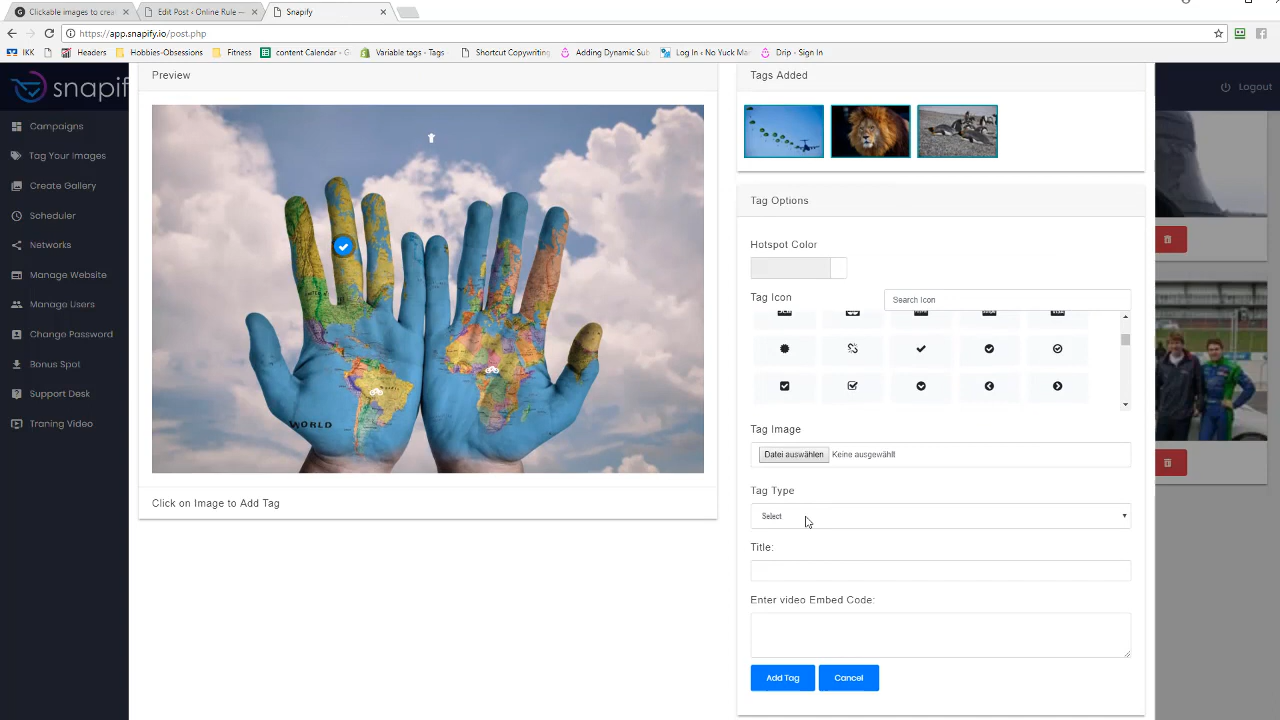 Clickable images to crea
Edit Post ‹ Online Rule —
Snapify
https://app.snapify.io/post.php
IKK
Headers
Hobbies-Obsessions
Fitness
content Calendar - G
Variable tags - Tags
Shortcut Copywriting
Adding Dynamic Sub
Log In ‹ No Yuck Ma
Drip - Sign In
snapif
Logout
Campaigns
Tag Your Images
Create Gallery
Scheduler
Networks
Manage Website
Manage Users
Change Password
Bonus Spot
Support Desk
Traning Video
Preview
WORLD
Click on Image to Add Tag
Tags Added
Tag Options
Hotspot Color
Tag Icon
Search Icon
Tag Image
Datei auswählen Keine ausgewählt
Tag Type
Select
Title:
Enter video Embed Code:
Add Tag
Cancel